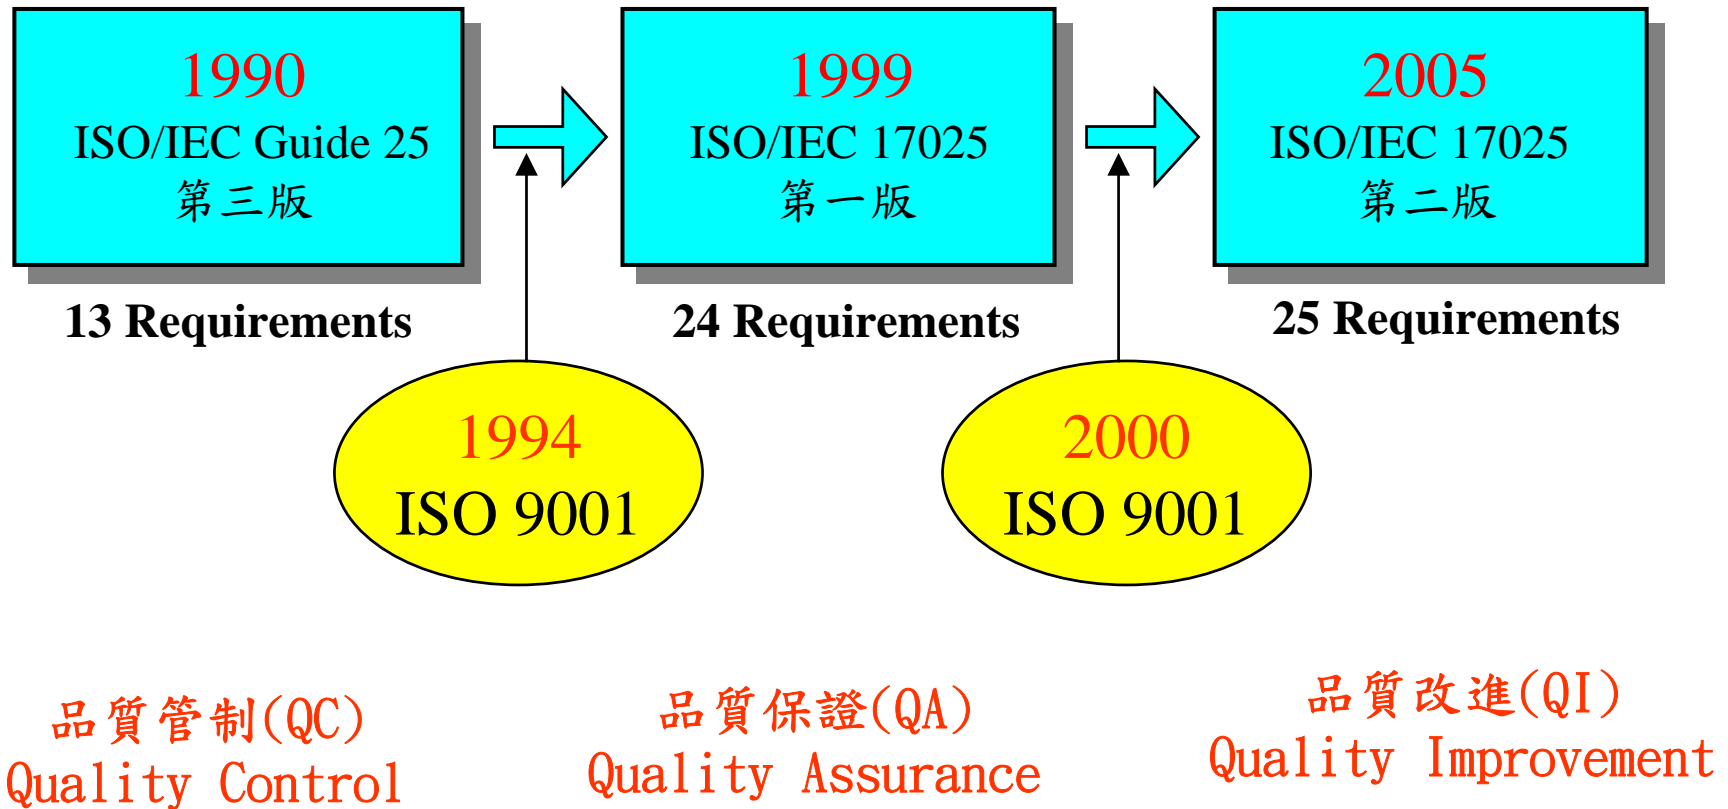 1990
ISO/IEC Guide 25
第三版
13 Requirements
1999
ISO/IEC 17025
第一版
24 Requirements
2005
ISO/IEC 17025
第二版
25 Requirements
1994
ISO 9001
2000
ISO 9001
品質管制(QC)
Quality Control
品質保證(QA)
Quality Assurance
品質改進(QI)
Quality Improvement